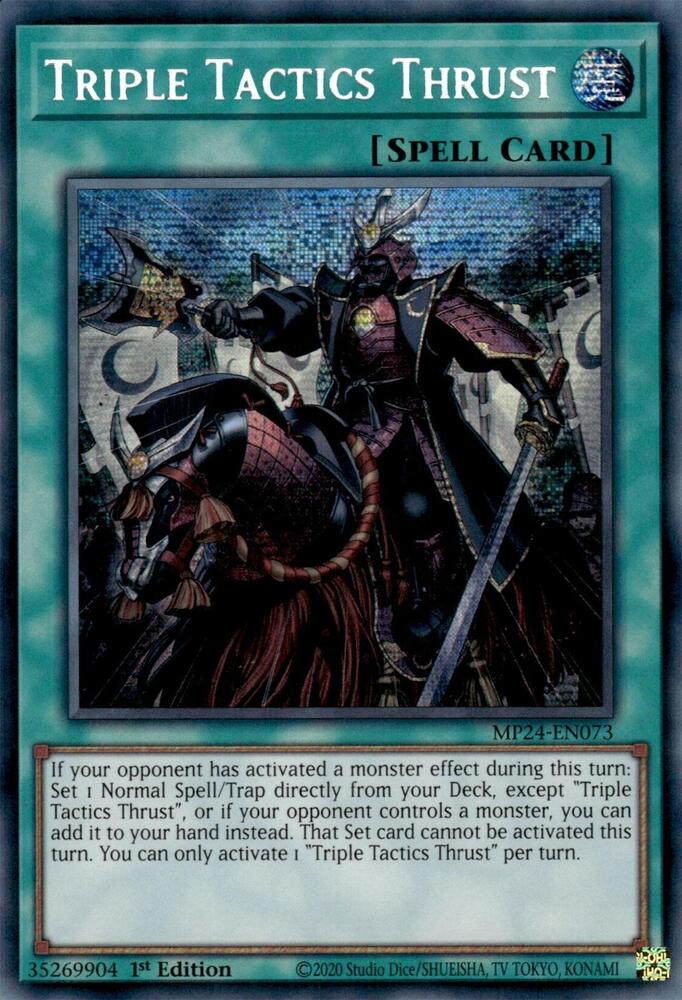 TRIPLE TACTICS THRUST
[SPELL CARD]
MP24-EN073
If your opponent has activated a monster effect during this turn:
Set 1 Normal Spell/Trap directly from your Deck, except "Triple
Tactics Thrust", or if your opponent controls a monster, you can
add it to your hand instead. That Set card cannot be activated this
turn. You can only activate 1 "Triple Tactics Thrust" per turn.
35269904 1st Edition ©2020 Studio Dice/SHUEISHA, TV TOKYO, KONAMI